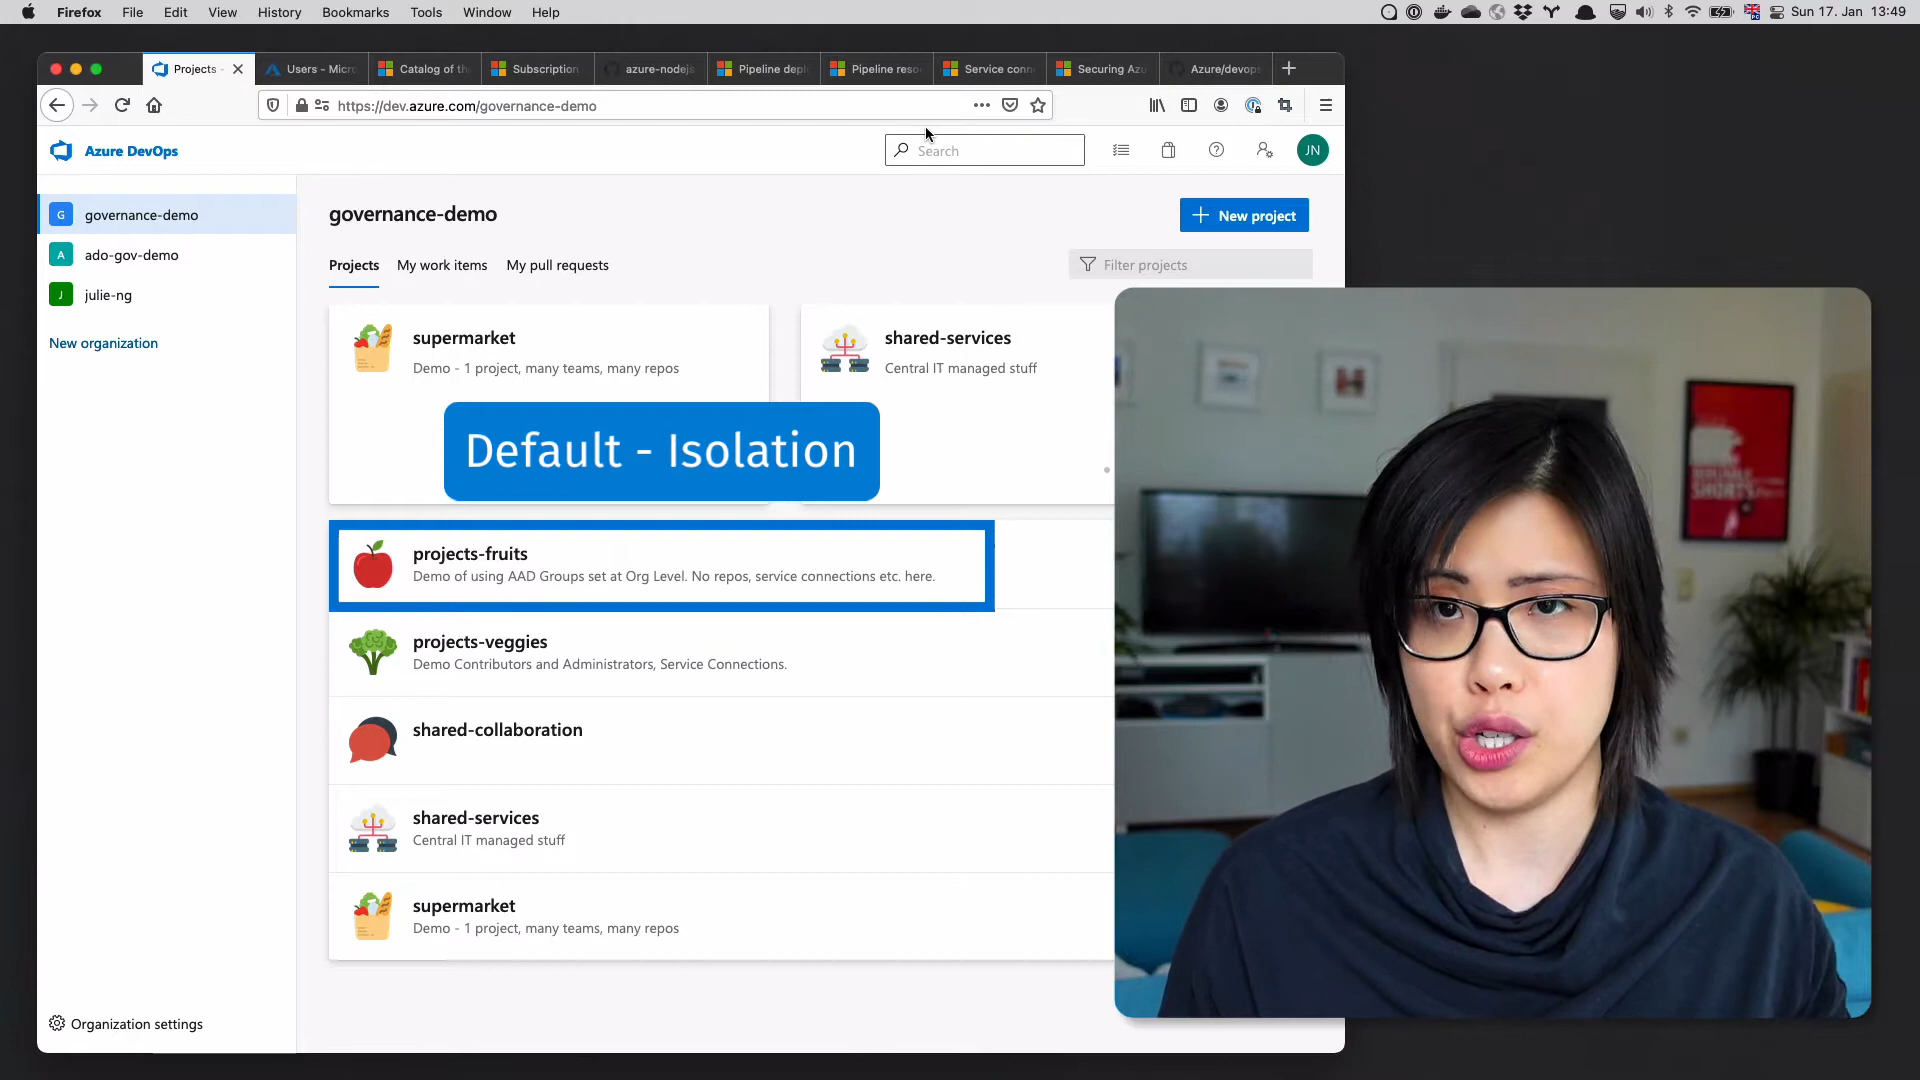 Firefox File Edit View History Bookmarks Tools Window Help
Sun 17. Jan 13:49
Projects -
Users - Micr
Catalog of th
Subscription
azure-nodejs
Pipeline depl
Pipeline reso
Service conn
Securing Azu
Azure/devops
https://dev.azure.com/governance-demo
Azure DevOps
Search
JN
G governance-demo
A ado-gov-demo
J julie-ng
New organization
governance-demo
New project
Projects My work items My pull requests
Filter projects
supermarket
Demo - 1 project, many teams, many repos
shared-services
Central IT managed stuff
Default - Isolation
projects-fruits
Demo of using AAD Groups set at Org Level. No repos, service connections etc. here.
projects-veggies
Demo Contributors and Administrators, Service Connections.
shared-collaboration
shared-services
Central IT managed stuff
supermarket
Demo - 1 project, many teams, many repos
Organization settings